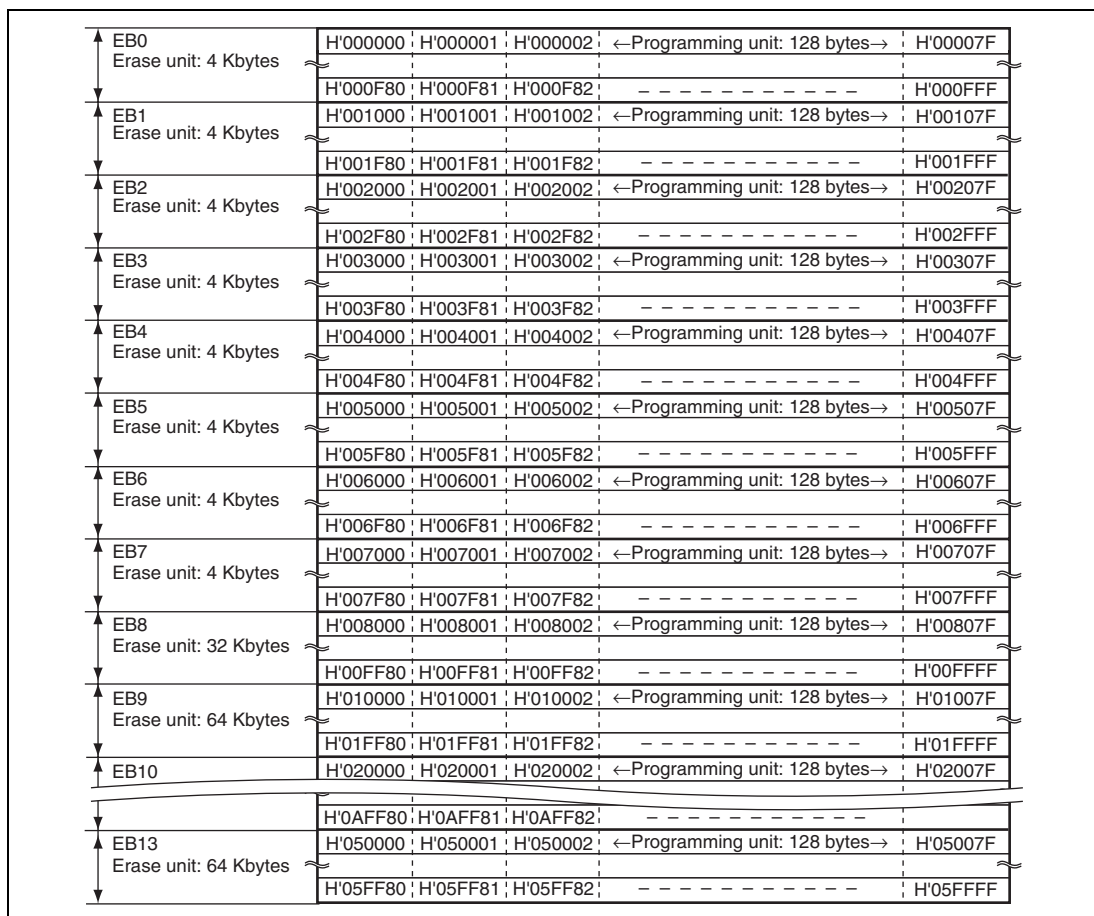 EB0 H'000000 H'000001 H'000002 ←Programming unit: 128 bytes→ H'00007F
Erase unit: 4 Kbytes
H'000F80 H'000F81 H'000F82 – – – – – – – – – – – H'000FFF
EB1 H'001000 H'001001 H'001002 ←Programming unit: 128 bytes→ H'00107F
Erase unit: 4 Kbytes
H'001F80 H'001F81 H'001F82 – – – – – – – – – – – H'001FFF
EB2 H'002000 H'002001 H'002002 ←Programming unit: 128 bytes→ H'00207F
Erase unit: 4 Kbytes
H'002F80 H'002F81 H'002F82 – – – – – – – – – – – H'002FFF
EB3 H'003000 H'003001 H'003002 ←Programming unit: 128 bytes→ H'00307F
Erase unit: 4 Kbytes
H'003F80 H'003F81 H'003F82 – – – – – – – – – – – H'003FFF
EB4 H'004000 H'004001 H'004002 ←Programming unit: 128 bytes→ H'00407F
Erase unit: 4 Kbytes
H'004F80 H'004F81 H'004F82 – – – – – – – – – – – H'004FFF
EB5 H'005000 H'005001 H'005002 ←Programming unit: 128 bytes→ H'00507F
Erase unit: 4 Kbytes
H'005F80 H'005F81 H'005F82 – – – – – – – – – – – H'005FFF
EB6 H'006000 H'006001 H'006002 ←Programming unit: 128 bytes→ H'00607F
Erase unit: 4 Kbytes
H'006F80 H'006F81 H'006F82 – – – – – – – – – – – H'006FFF
EB7 H'007000 H'007001 H'007002 ←Programming unit: 128 bytes→ H'00707F
Erase unit: 4 Kbytes
H'007F80 H'007F81 H'007F82 – – – – – – – – – – – H'007FFF
EB8 H'008000 H'008001 H'008002 ←Programming unit: 128 bytes→ H'00807F
Erase unit: 32 Kbytes
H'00FF80 H'00FF81 H'00FF82 – – – – – – – – – – – H'00FFFF
EB9 H'010000 H'010001 H'010002 ←Programming unit: 128 bytes→ H'01007F
Erase unit: 64 Kbytes
H'01FF80 H'01FF81 H'01FF82 – – – – – – – – – – – H'01FFFF
EB10 H'020000 H'020001 H'020002 ←Programming unit: 128 bytes→ H'02007F
H'0AFF80 H'0AFF81 H'0AFF82 – – – – – – – – – – –
EB13 H'050000 H'050001 H'050002 ←Programming unit: 128 bytes→ H'05007F
Erase unit: 64 Kbytes
H'05FF80 H'05FF81 H'05FF82 – – – – – – – – – – – H'05FFFF